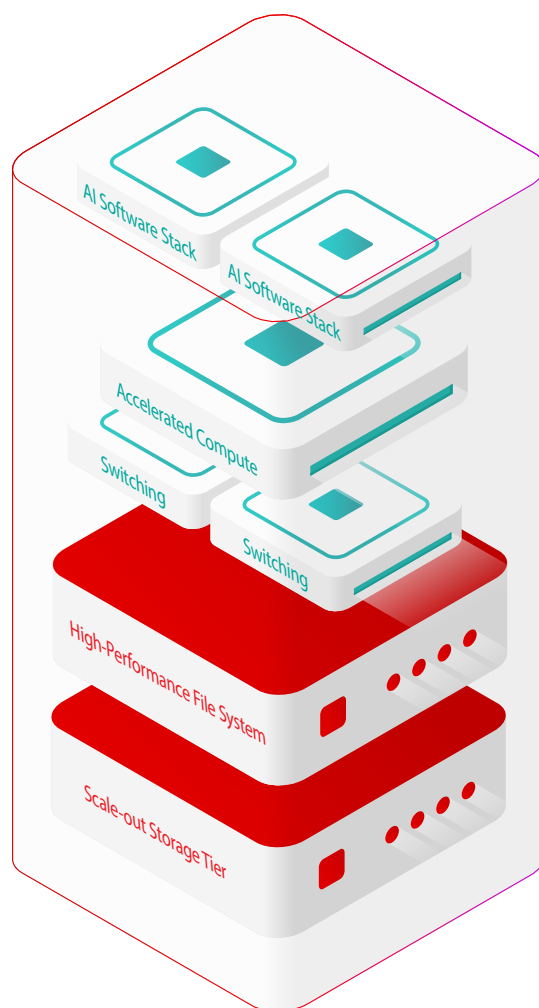 AI Software Stack
AI Software Stack
Accelerated Compute
Switching
Switching
High-Performance File System
Scale-out Storage Tier